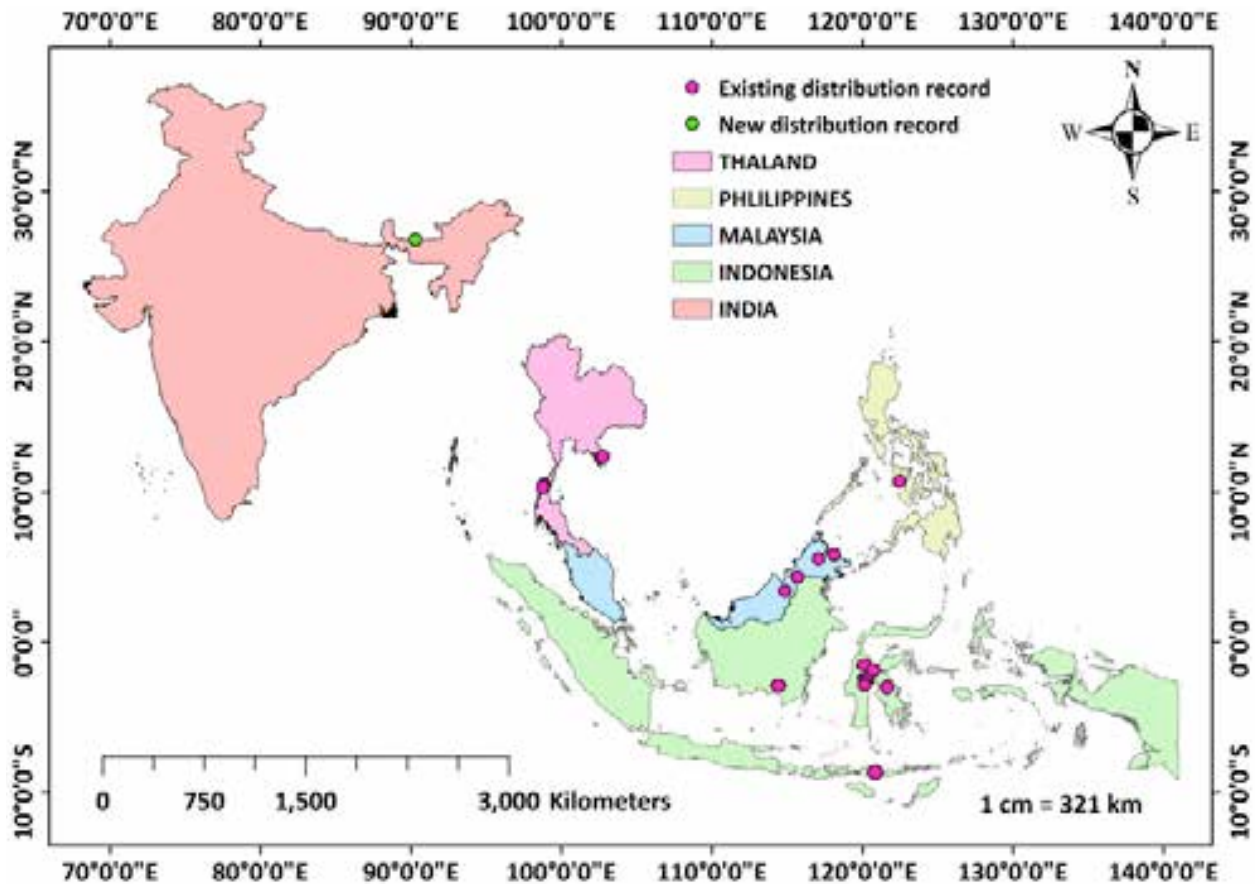 70°0'0"E 80°0'0"E 90°0'0"E 100°0'0"E 110°0'0"E 120°0'0"E 130°0'0"E 140°0'0"E
Existing distribution record
New distribution record
THALAND
PHLILIPPINES
MALAYSIA
INDONESIA
INDIA
N
W E
S
30°0'0"N
20°0'0"N
10°0'0"N
0°0'0"
10°0'0"S
30°0'0"N
20°0'0"N
10°0'0"N
0°0'0"
10°0'0"S
0 750 1,500 3,000 Kilometers
1 cm = 321 km
70°0'0"E 80°0'0"E 90°0'0"E 100°0'0"E 110°0'0"E 120°0'0"E 130°0'0"E 140°0'0"E